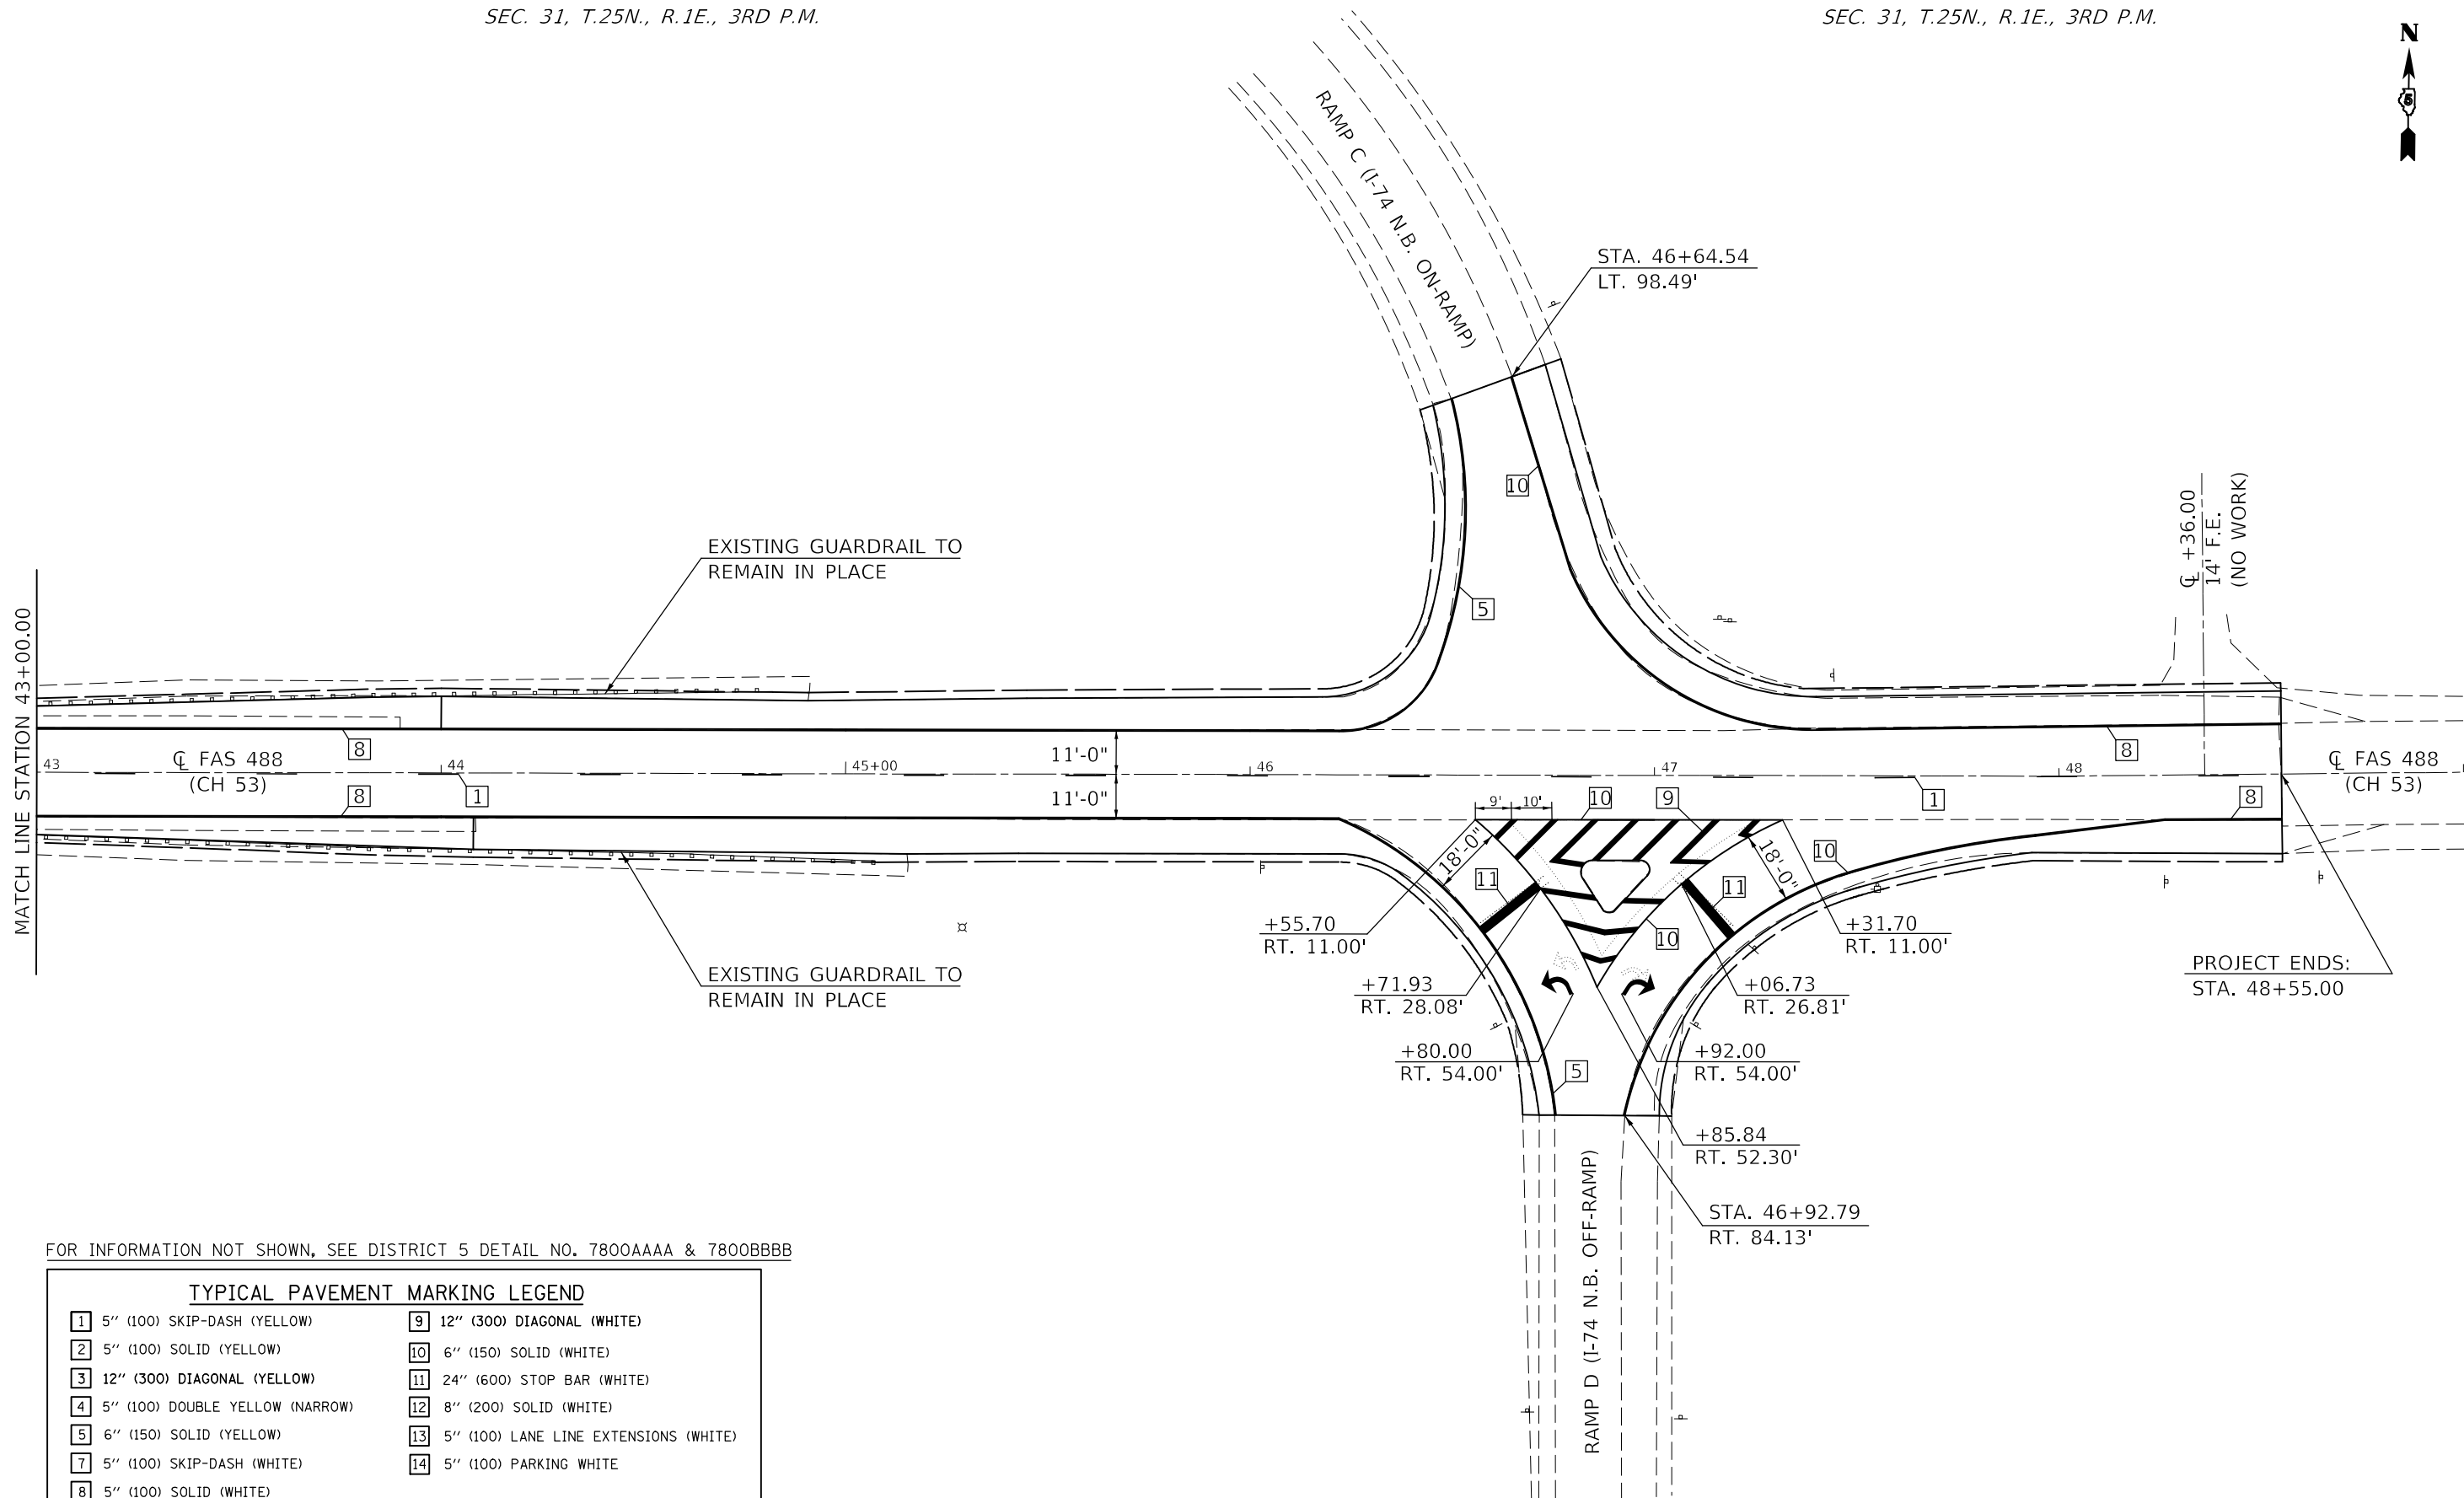 SEC. 31, T.25N., R.1E., 3RD P.M.
SEC. 31, T.25N., R.1E., 3RD P.M.
N
5
RAMP C (I-74 N.B. ON-RAMP)
STA. 46+64.54
LT. 98.49'
10
5
EXISTING GUARDRAIL TO
REMAIN IN PLACE
℄ +36.00
14' F.E.
(NO WORK)
MATCH LINE STATION 43+00.00
8
8
11'-0"
43
44
45+00
46
47
48
℄ FAS 488
(CH 53)
℄ FAS 488
(CH 53)
8
1
11'-0"
9'
10'
10
9
1
8
18'-0"
18'-0"
10
11
11
+55.70
RT. 11.00'
10
+31.70
RT. 11.00'
EXISTING GUARDRAIL TO
REMAIN IN PLACE
+71.93
RT. 28.08'
+06.73
RT. 26.81'
PROJECT ENDS:
STA. 48+55.00
+80.00
RT. 54.00'
5
+92.00
RT. 54.00'
+85.84
RT. 52.30'
STA. 46+92.79
RT. 84.13'
RAMP D (I-74 N.B. OFF-RAMP)
FOR INFORMATION NOT SHOWN, SEE DISTRICT 5 DETAIL NO. 7800AAAA & 7800BBBB
TYPICAL PAVEMENT MARKING LEGEND
1 5" (100) SKIP-DASH (YELLOW)
2 5" (100) SOLID (YELLOW)
3 12" (300) DIAGONAL (YELLOW)
4 5" (100) DOUBLE YELLOW (NARROW)
5 6" (150) SOLID (YELLOW)
7 5" (100) SKIP-DASH (WHITE)
8 5" (100) SOLID (WHITE)
9 12" (300) DIAGONAL (WHITE)
10 6" (150) SOLID (WHITE)
11 24" (600) STOP BAR (WHITE)
12 8" (200) SOLID (WHITE)
13 5" (100) LANE LINE EXTENSIONS (WHITE)
14 5" (100) PARKING WHITE